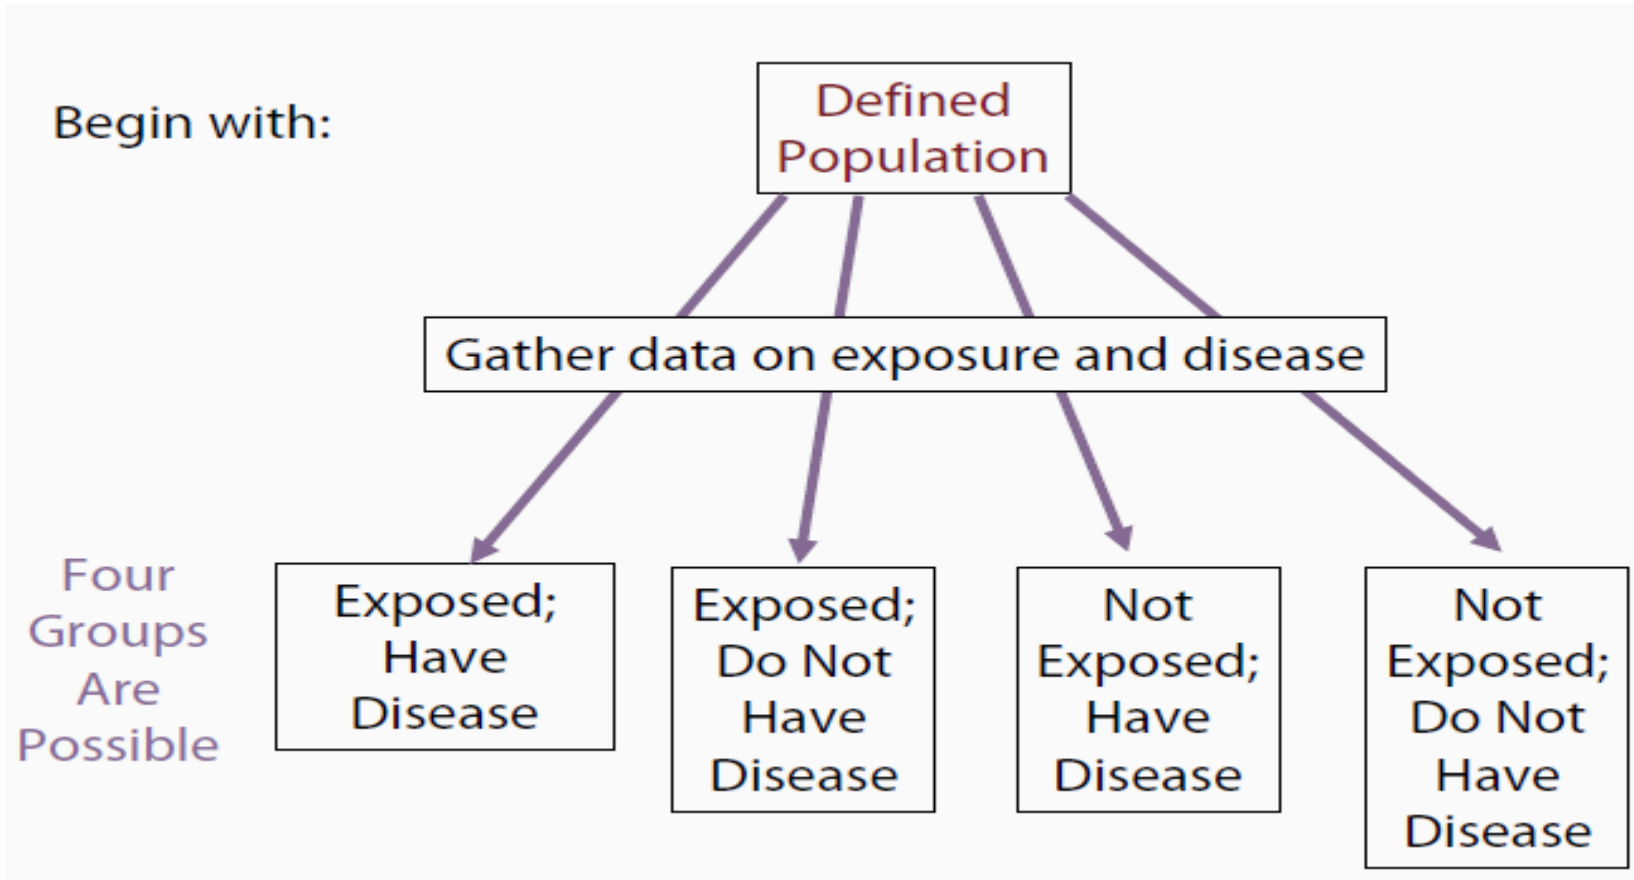 Begin with:
Defined
Population
Gather data on exposure and disease
Four
Groups
Are
Possible
Exposed;
Have
Disease
Exposed;
Do Not
Have
Disease
Not
Exposed;
Have
Disease
Not
Exposed;
Do Not
Have
Disease